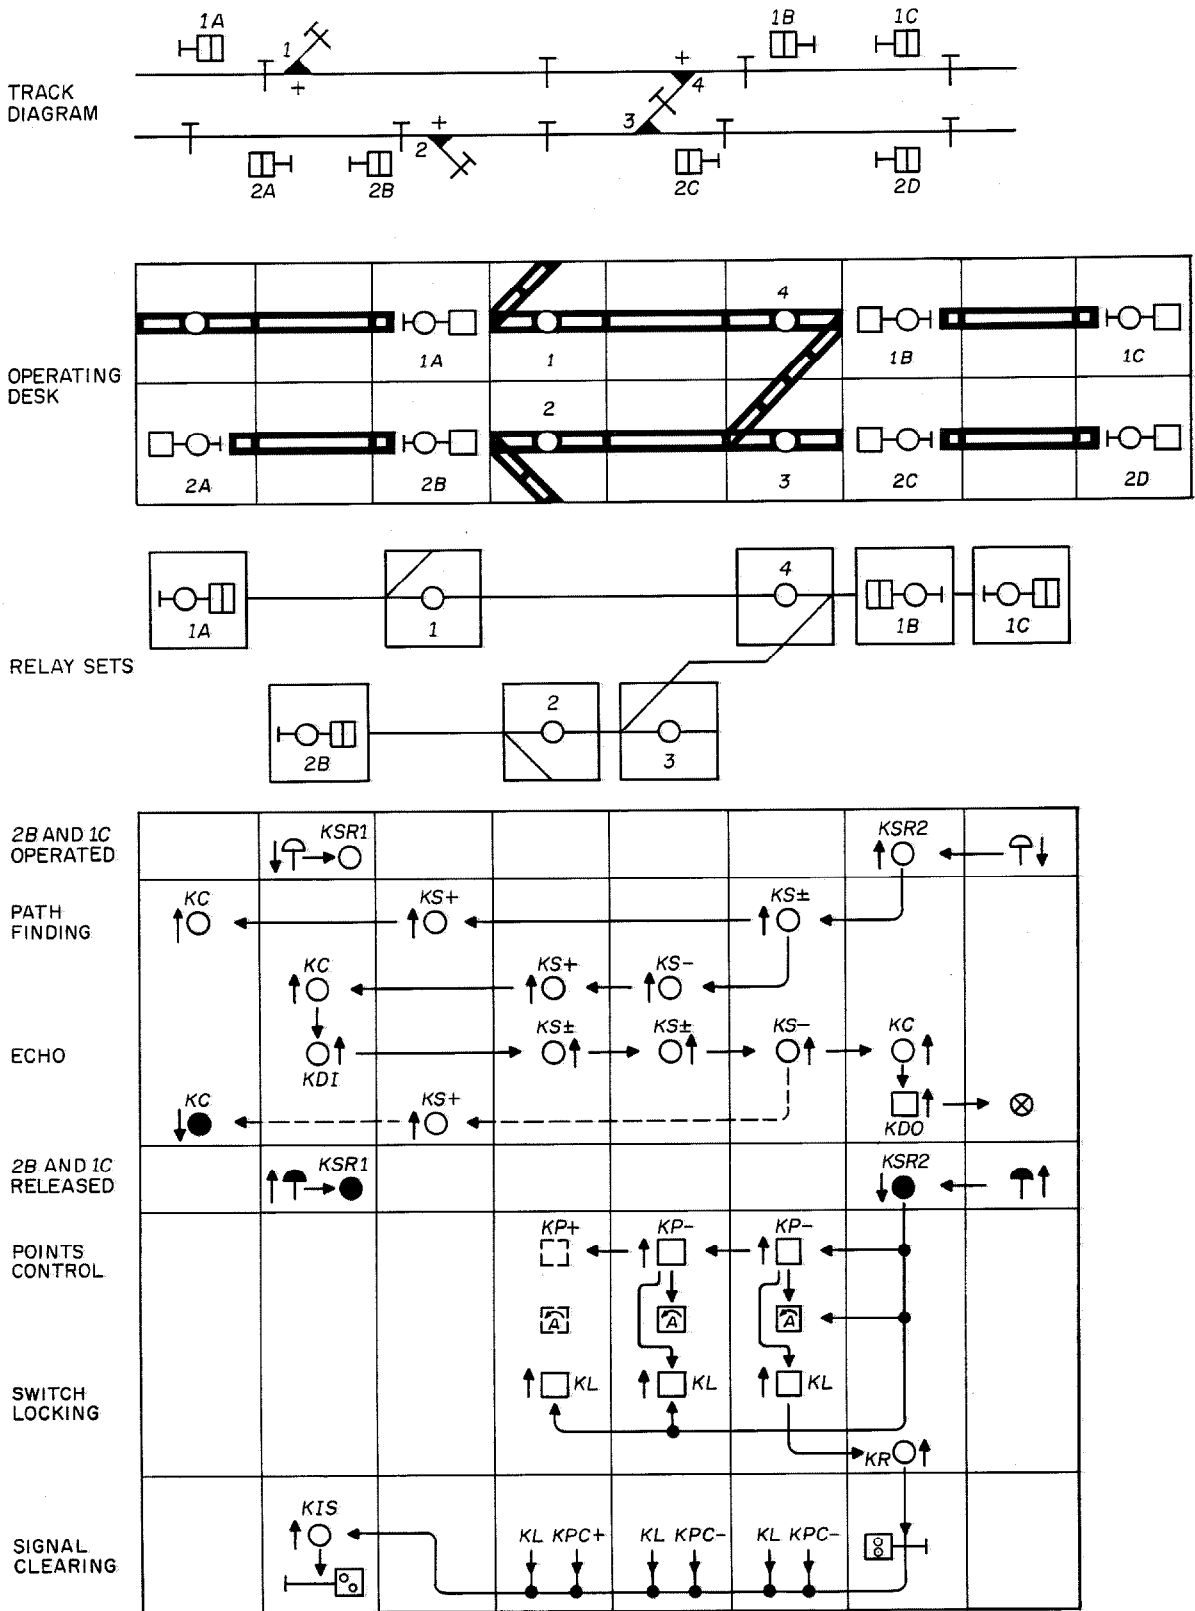 1A
1
+
1B
1C
TRACK
DIAGRAM
+
4
+
2
3
2A
2B
2C
2D
4
1A
1
1B
1C
OPERATING
DESK
2
2A
2B
3
2C
2D
1A
1
4
1B
1C
RELAY SETS
2B
2
3
2B AND 1C
OPERATED
KSR1
KSR2
PATH
FINDING
KC
KS+
KS±
KC
KS+
KS-
ECHO
KDI
KS±
KS±
KS-
KC
KC
KS+
KDO
2B AND 1C
RELEASED
KSR1
KSR2
POINTS
CONTROL
KP+
KP-
KP-
A
A
A
SWITCH
LOCKING
KL
KL
KL
KR
SIGNAL
CLEARING
KIS
KL KPC+
KL KPC-
KL KPC-